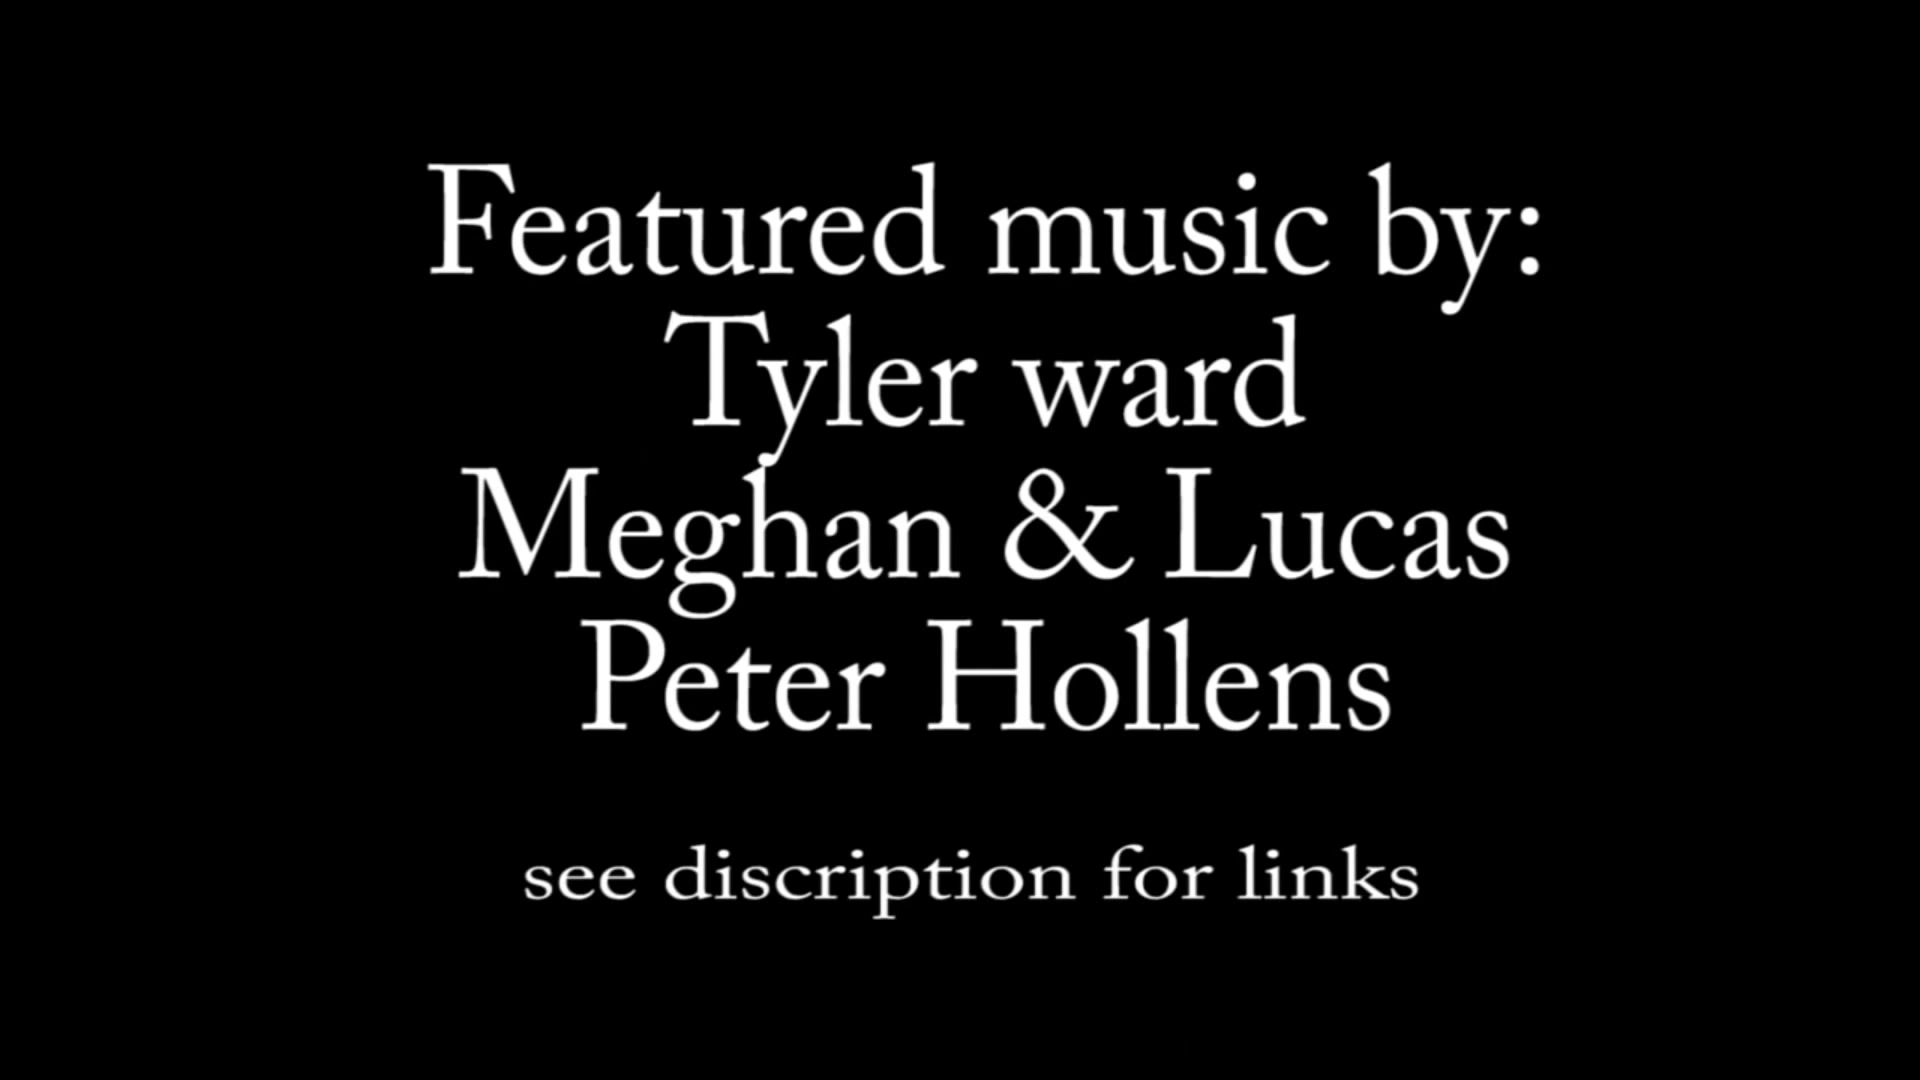 Featured music by:
Tyler ward
Meghan & Lucas
Peter Hollens
see discription for links